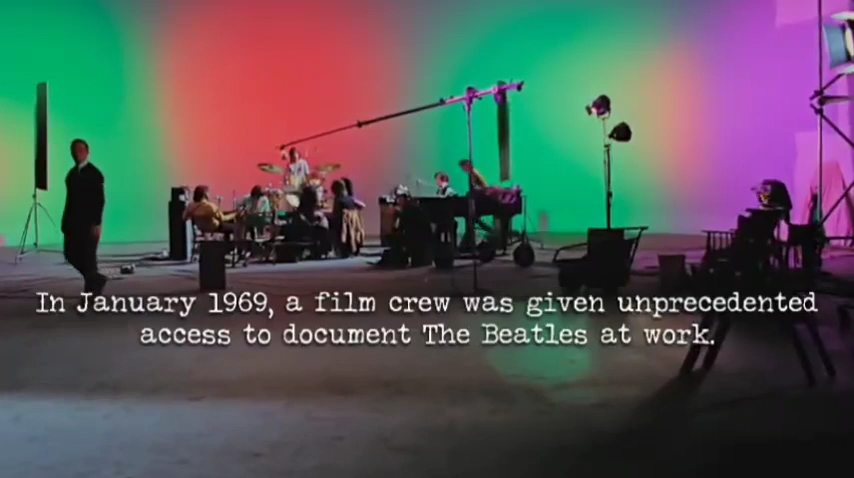 In January 1969, a film crew was given unprecedented
access to document The Beatles at work.